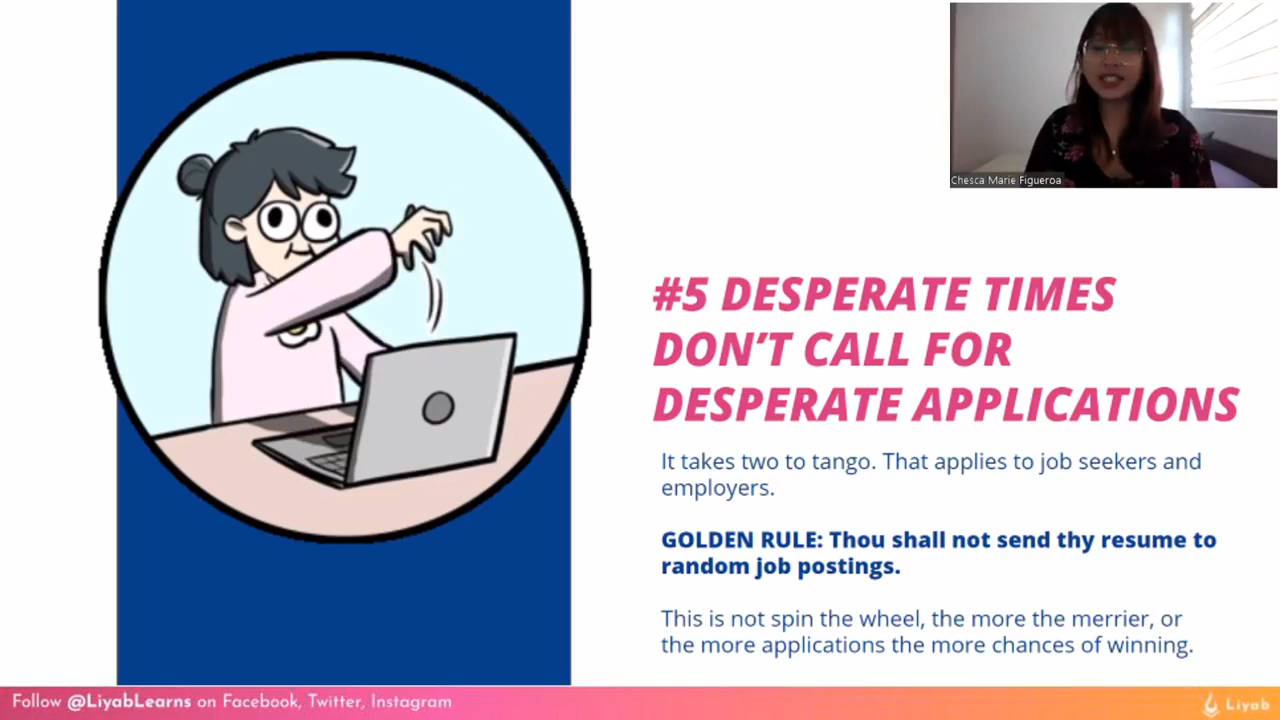 Chesca Marie Figueroa
#5 DESPERATE TIMES
DON'T CALL FOR
DESPERATE APPLICATIONS
It takes two to tango. That applies to job seekers and
employers.
GOLDEN RULE: Thou shall not send thy resume to
random job postings.
This is not spin the wheel, the more the merrier, or
the more applications the more chances of winning.
Follow @LiyabLearns on Facebook, Twitter, Instagram
Liyab